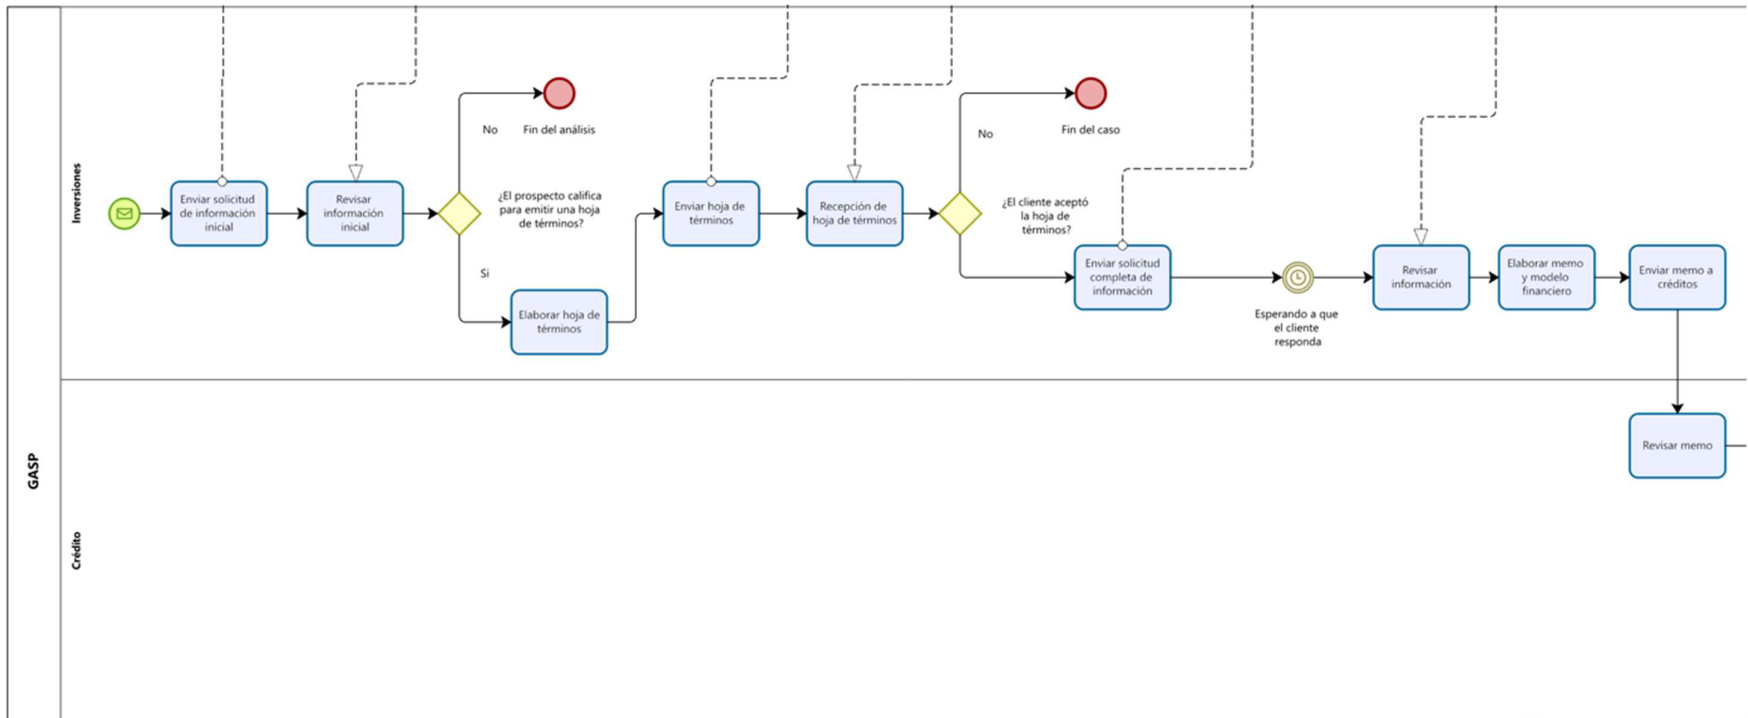 GASP
Inversiones
Enviar solicitud
de información
inicial
Revisar
información
inicial
No
Fin del análisis
¿El prospecto califica
para emitir una hoja
de términos?
Si
Elaborar hoja de
términos
Enviar hoja de
términos
Recepción de
hoja de términos
No
Fin del caso
¿El cliente aceptó
la hoja de
términos?
Enviar solicitud
completa de
información
Esperando a que
el cliente
responda
Revisar
información
Elaborar memo
y modelo
financiero
Enviar memo a
créditos
Crédito
Revisar memo